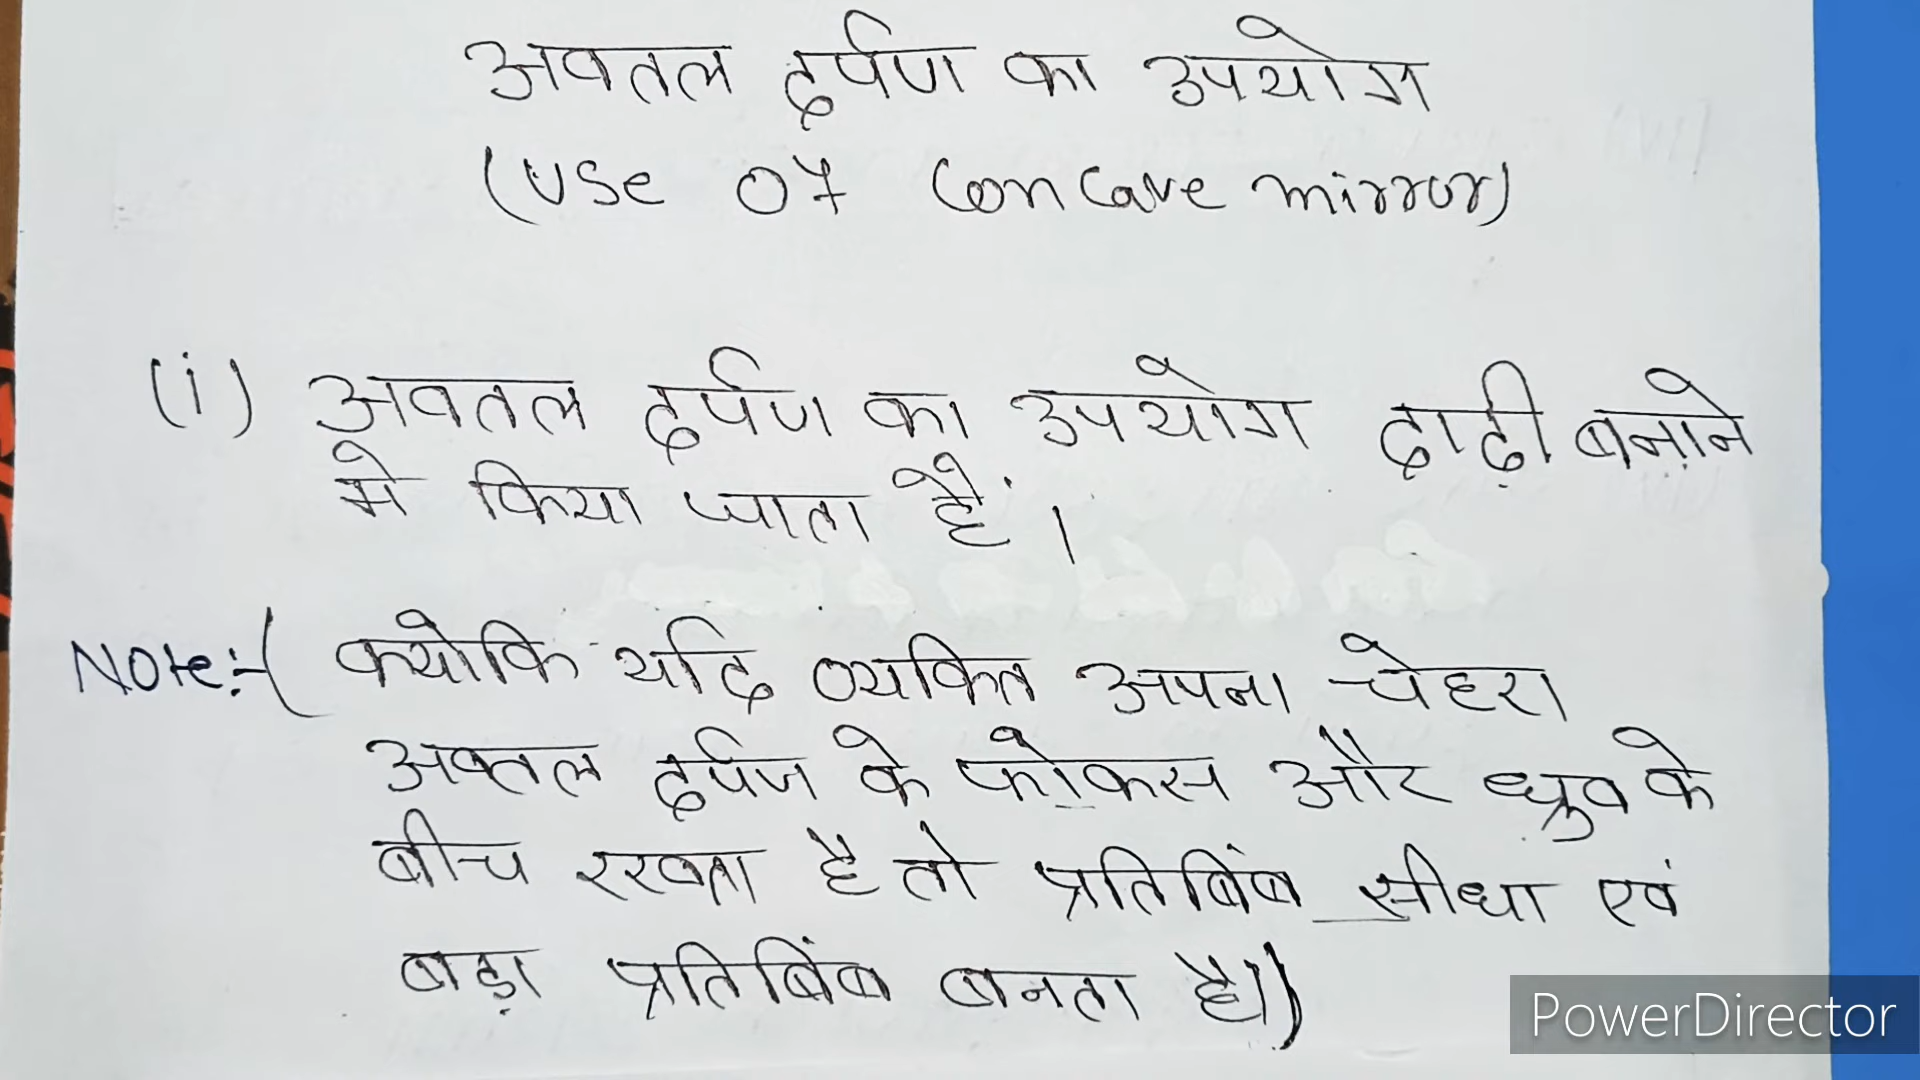 अवतल दर्पण का उपयोग
(Use of Concave mirror)
(i) अवतल दर्पण का उपयोग दाढ़ी बनाने
मे किया जाता है ।
Note:-( क्योकि यदि व्यक्ति अपना चेहरा
अवतल दर्पण के फोकस और ध्रुव के
बीच रखता है तो प्रतिबिंब सीधा एवं
बड़ा प्रतिबिंब बनता है।)
PowerDirector